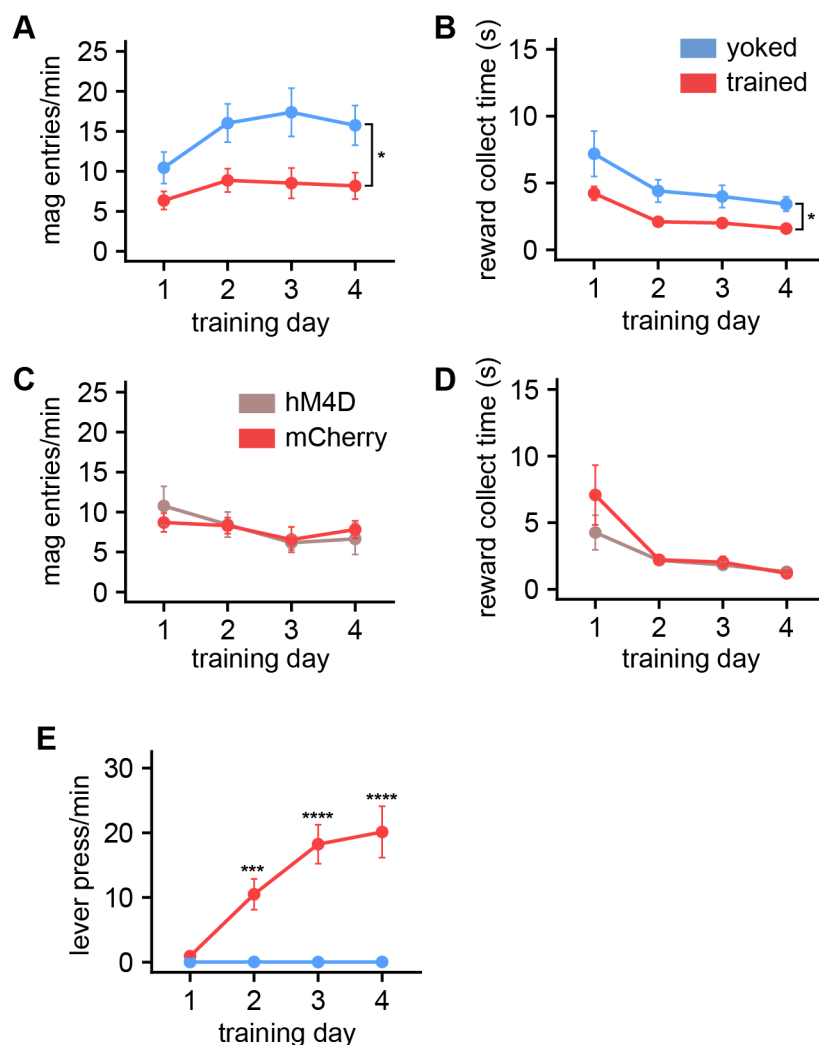 A
mag entries/min
25
20
15
10
5
0
*
1 2 3 4
training day
B
reward collect time (s)
15
10
5
0
yoked
trained
*
1 2 3 4
training day
C
mag entries/min
25
20
15
10
5
0
hM4D
mCherry
1 2 3 4
training day
D
reward collect time (s)
15
10
5
0
1 2 3 4
training day
E
lever press/min
30
20
10
0
***
****
****
1 2 3 4
training day